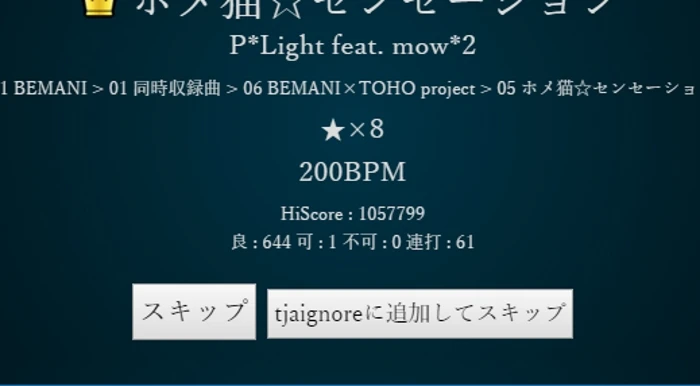 ホメ猫☆センセーション
P*Light feat. mow*2
1 BEMANI > 01 同時収録曲 > 06 BEMANI×TOHO project > 05 ホメ猫☆センセーショ
★×8
200BPM
HiScore : 1057799
良 : 644 可 : 1 不可 : 0 連打 : 61
スキップ
tjaignoreに追加してスキップ